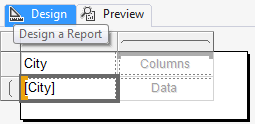 Design Preview
Design a Report
City Columns
[City] Data